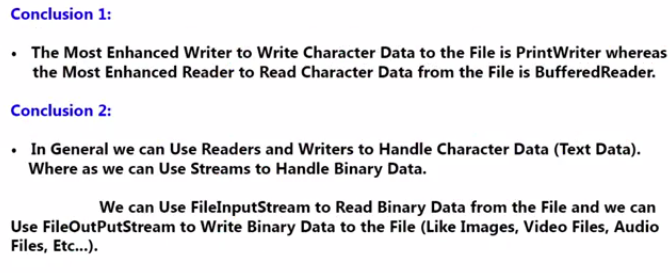 Conclusion 1:
• The Most Enhanced Writer to Write Character Data to the File is PrintWriter whereas
the Most Enhanced Reader to Read Character Data from the File is BufferedReader.
Conclusion 2:
• In General we can Use Readers and Writers to Handle Character Data (Text Data).
Where as we can Use Streams to Handle Binary Data.
We can Use FileInputStream to Read Binary Data from the File and we can
Use FileOutPutStream to Write Binary Data to the File (Like Images, Video Files, Audio
Files, Etc...).